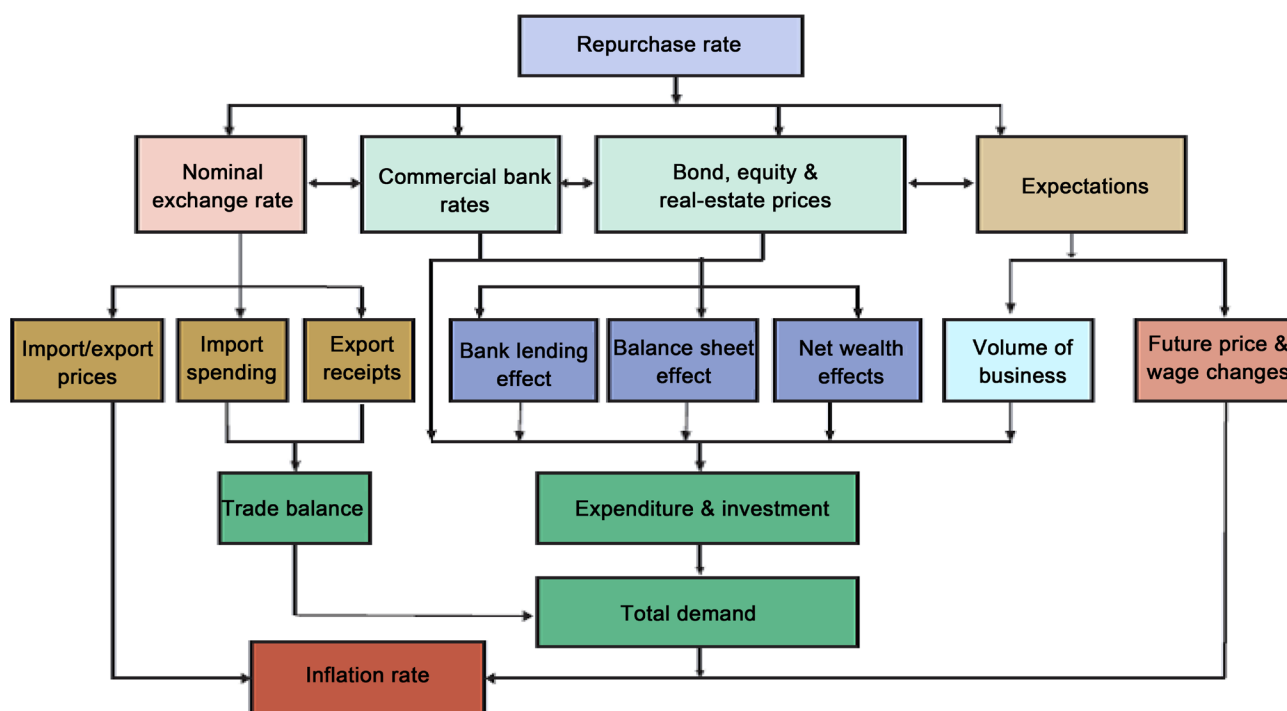 Repurchase rate
Nominal
exchange rate
Commercial bank
rates
Bond, equity &
real-estate prices
Expectations
Import/export
prices
Import
spending
Export
receipts
Bank lending
effect
Balance sheet
effect
Net wealth
effects
Volume of
business
Future price &
wage changes
Trade balance
Expenditure & investment
Total demand
Inflation rate